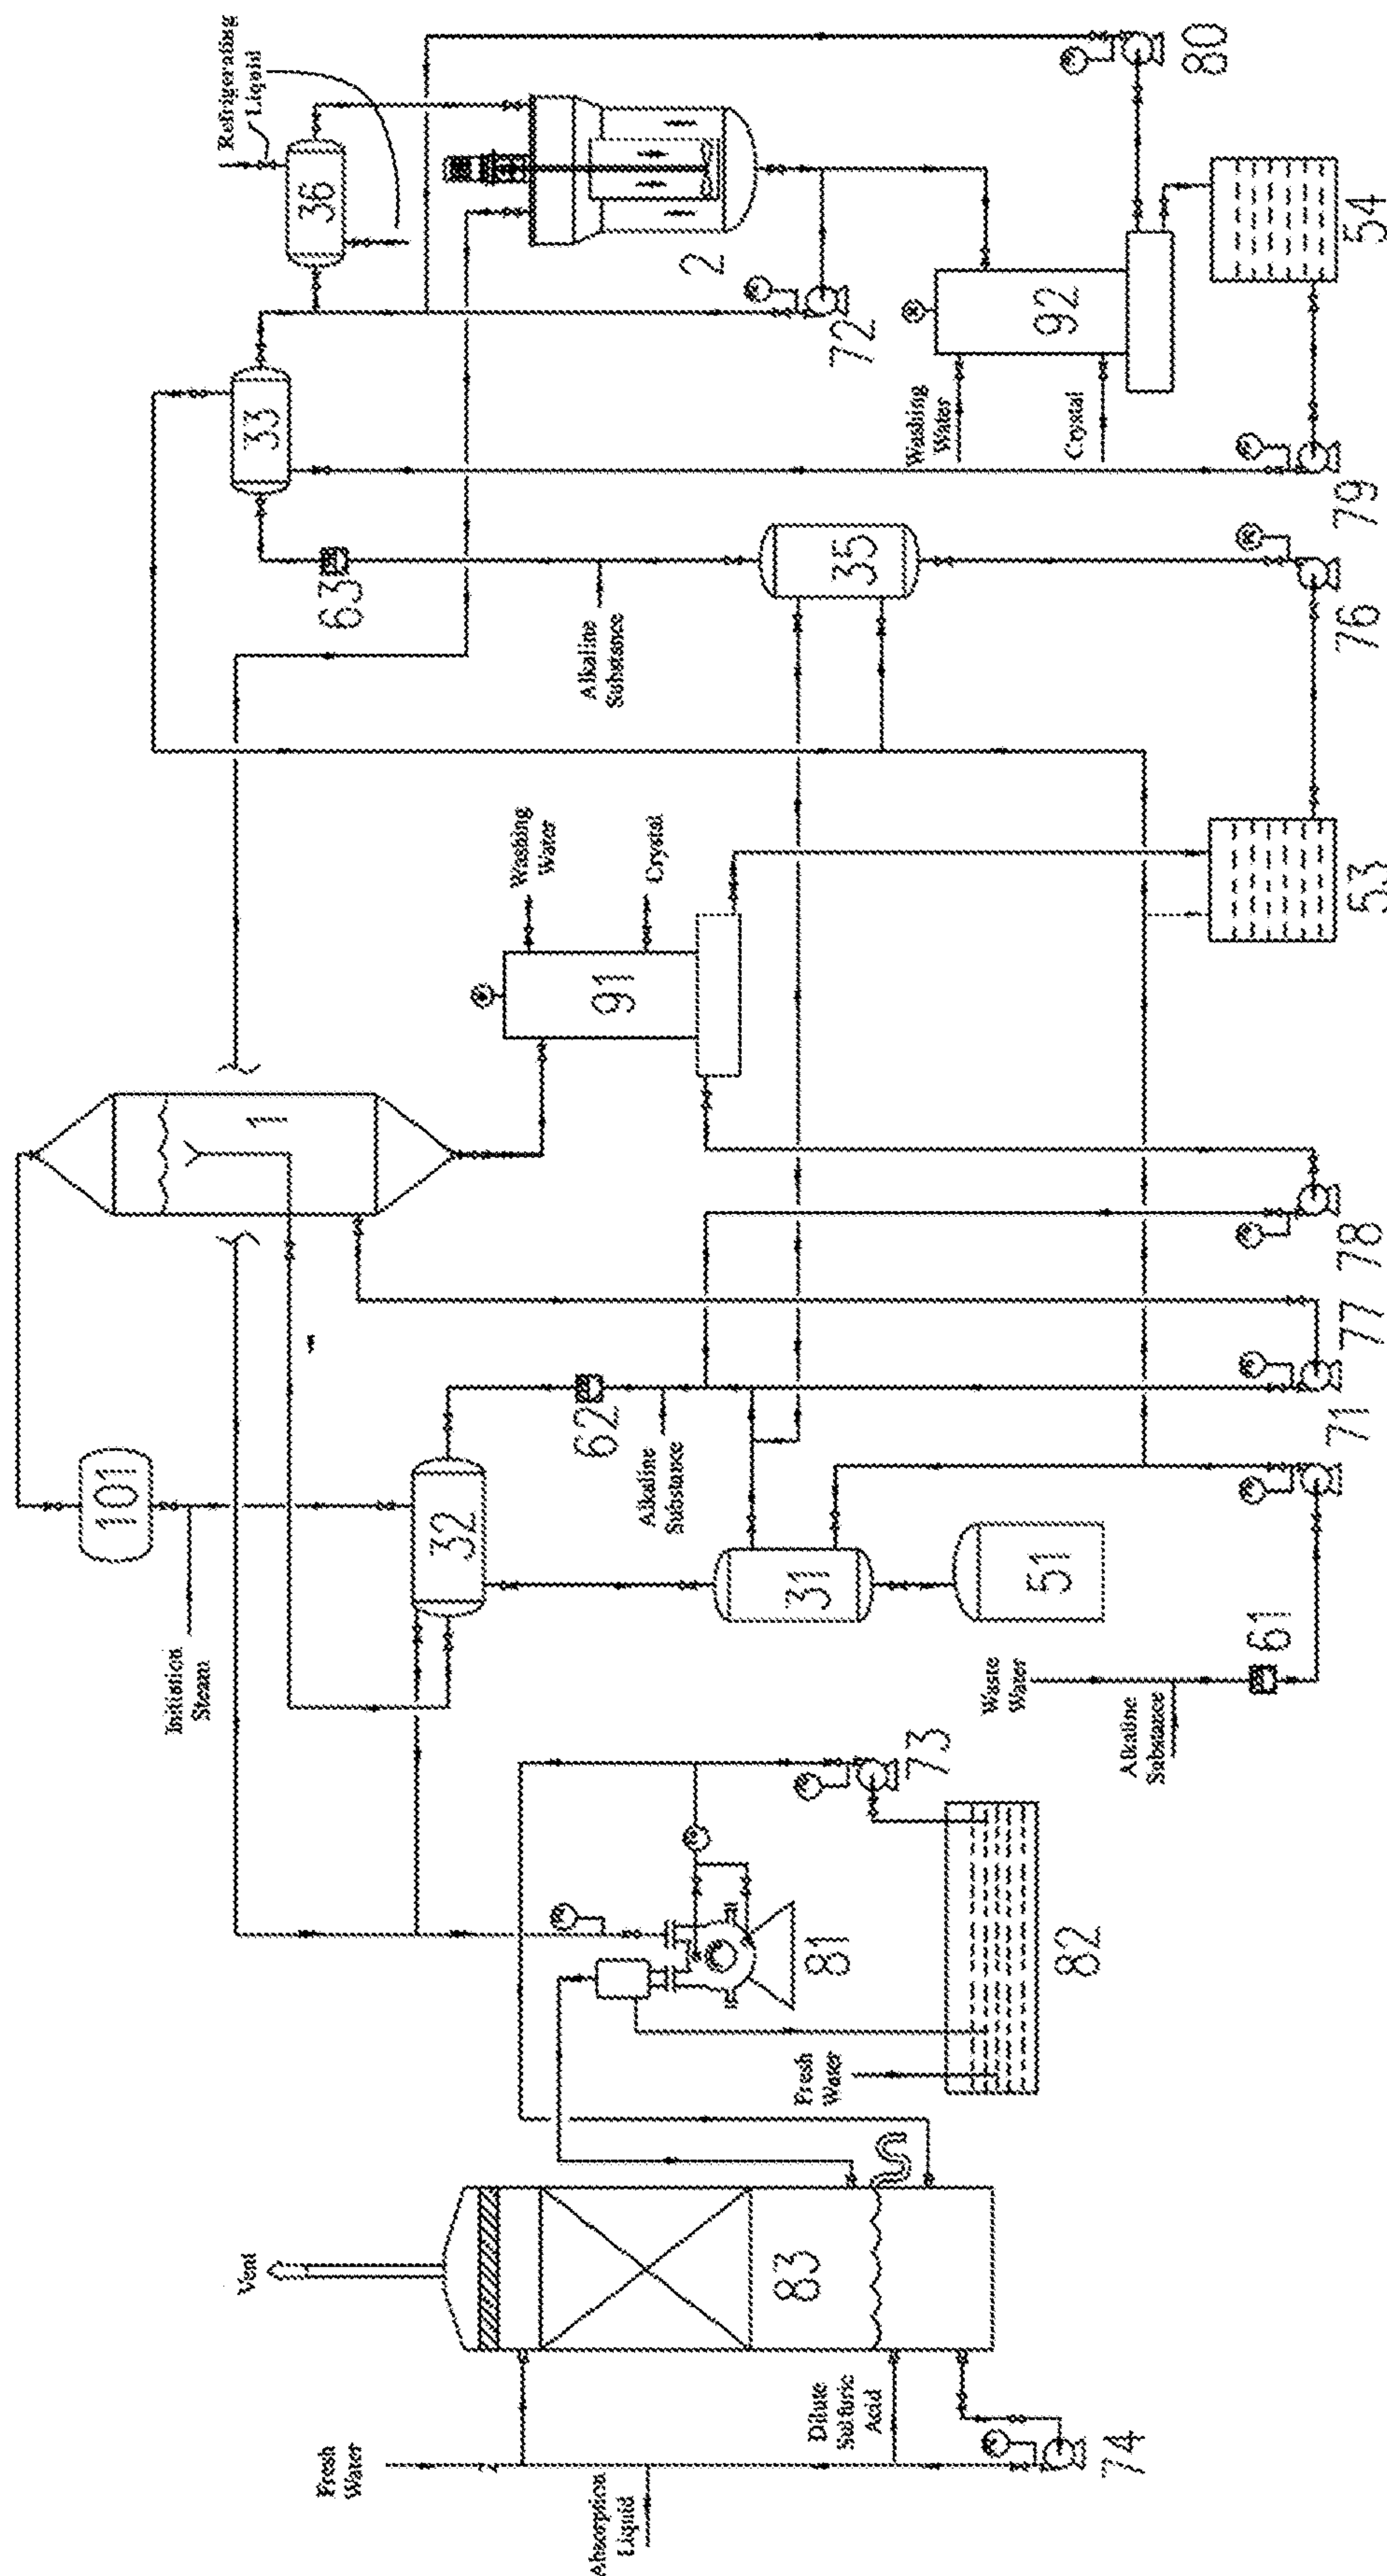 Refrigerating
Liquid
36
80
2
72
33
92
54
Washing
Water
Crystal
79
63
35
76
Alkaline
Substance
Washing
Water
Crystal
91
53
1
78
77
101
32
62
Alkaline
Substance
71
31
51
Initiation
Steam
Waste
Water
61
Alkaline
Substance
73
81
82
Fresh
Water
Vent
83
Dilute
Sulfuric
Acid
Fresh
Water
Absorption
Liquid
74